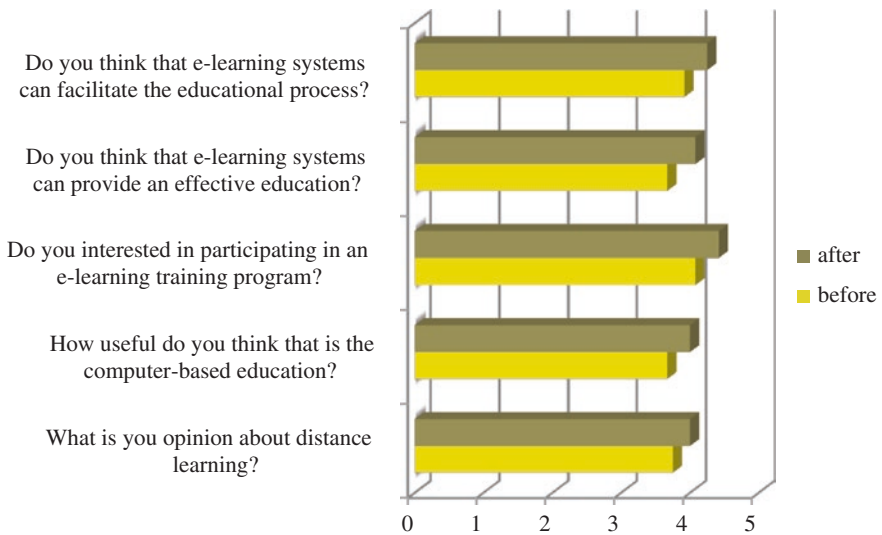 Do you think that e-learning systems
can facilitate the educational process?
Do you think that e-learning systems
can provide an effective education?
Do you interested in participating in an
e-learning training program?
How useful do you think that is the
computer-based education?
What is you opinion about distance
learning?
after
before
0 1 2 3 4 5